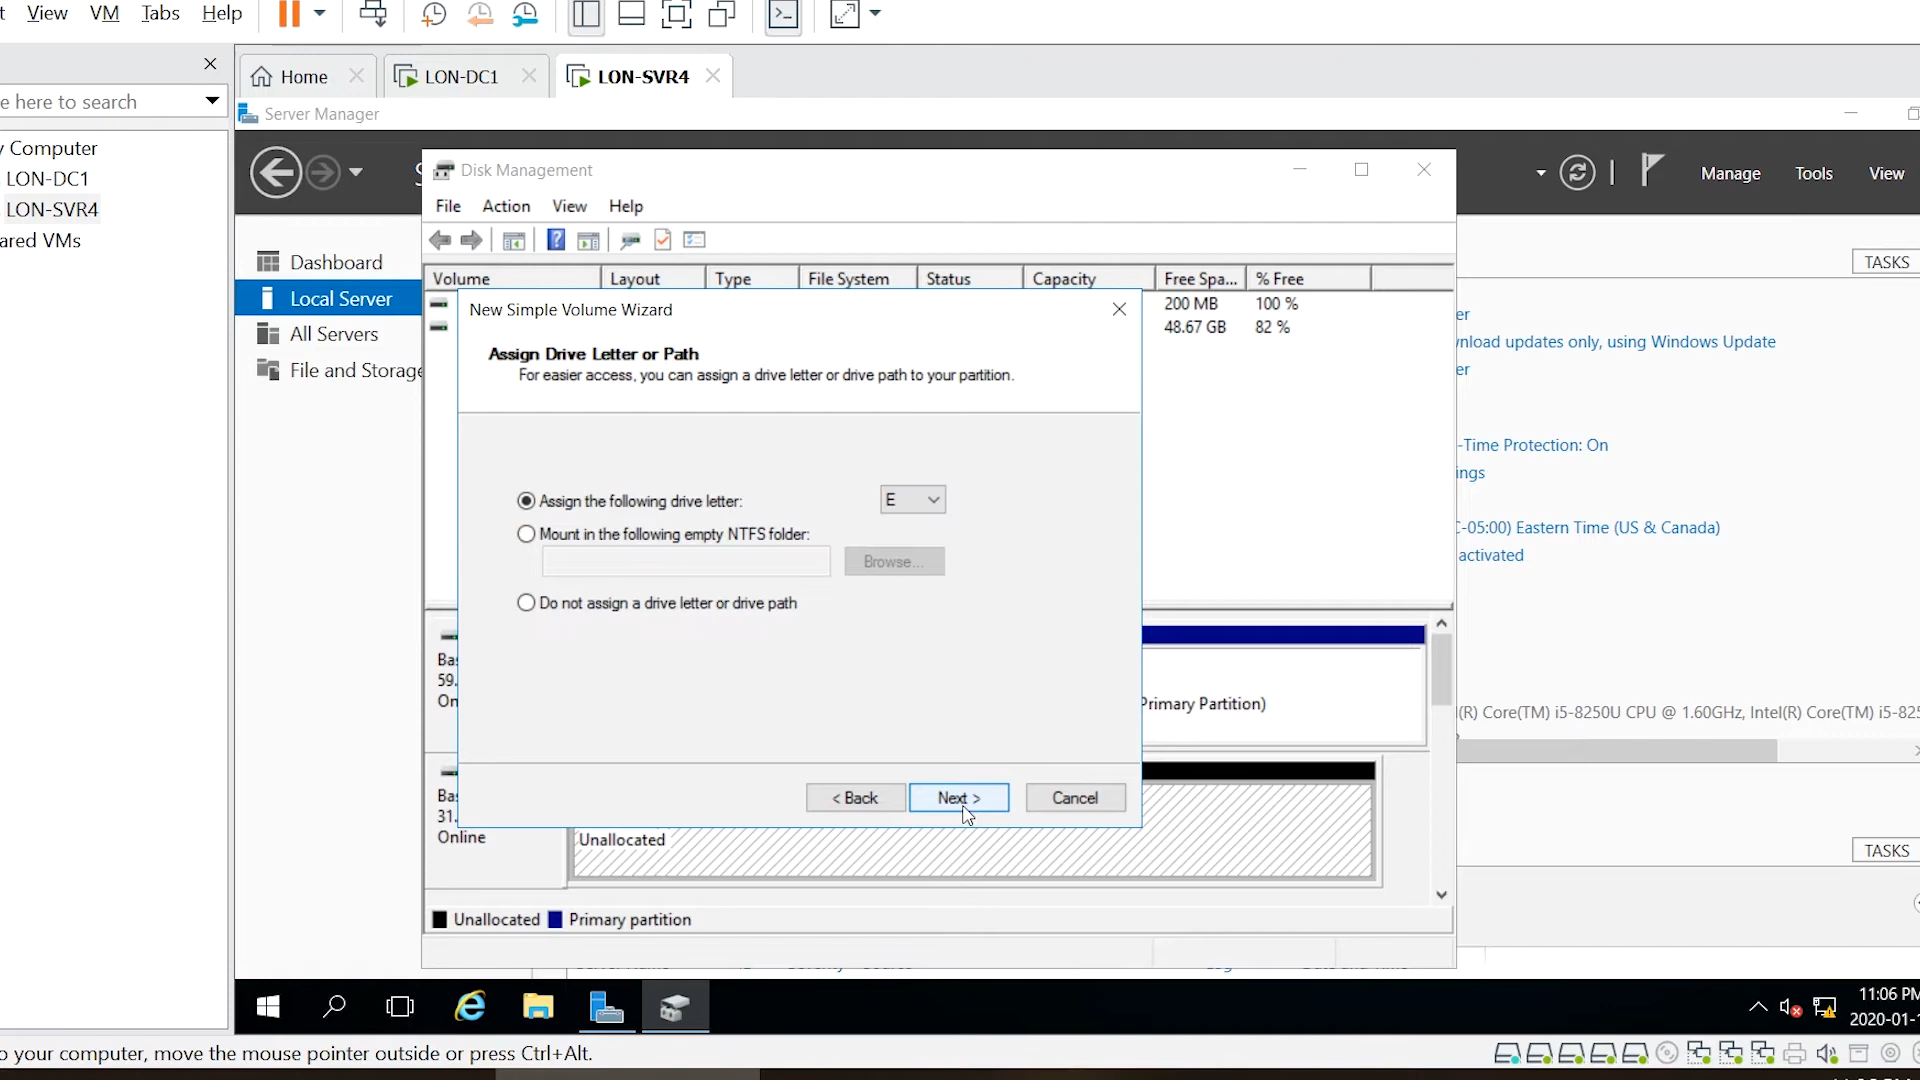 View VM Tabs Help
Home LON-DC1 LON-SVR4
e here to search
Server Manager
y Computer
LON-DC1
LON-SVR4
ared VMs
Manage Tools View
Dashboard
Local Server
All Servers
File and Storage
Disk Management
File Action View Help
Volume Layout Type File System Status Capacity Free Spa... % Free
200 MB 100 %
48.67 GB 82 %
New Simple Volume Wizard
Assign Drive Letter or Path
For easier access, you can assign a drive letter or drive path to your partition.
Assign the following drive letter: E
Mount in the following empty NTFS folder:
Browse...
Do not assign a drive letter or drive path
< Back Next > Cancel
Bas
59.
On
Primary Partition)
Bas
31.
Online
Unallocated
Unallocated Primary partition
TASKS
er
wnload updates only, using Windows Update
er
-Time Protection: On
ings
C-05:00) Eastern Time (US & Canada)
activated
(R) Core(TM) i5-8250U CPU @ 1.60GHz, Intel(R) Core(TM) i5-825
TASKS
11:06 PM
2020-01-
o your computer, move the mouse pointer outside or press Ctrl+Alt.